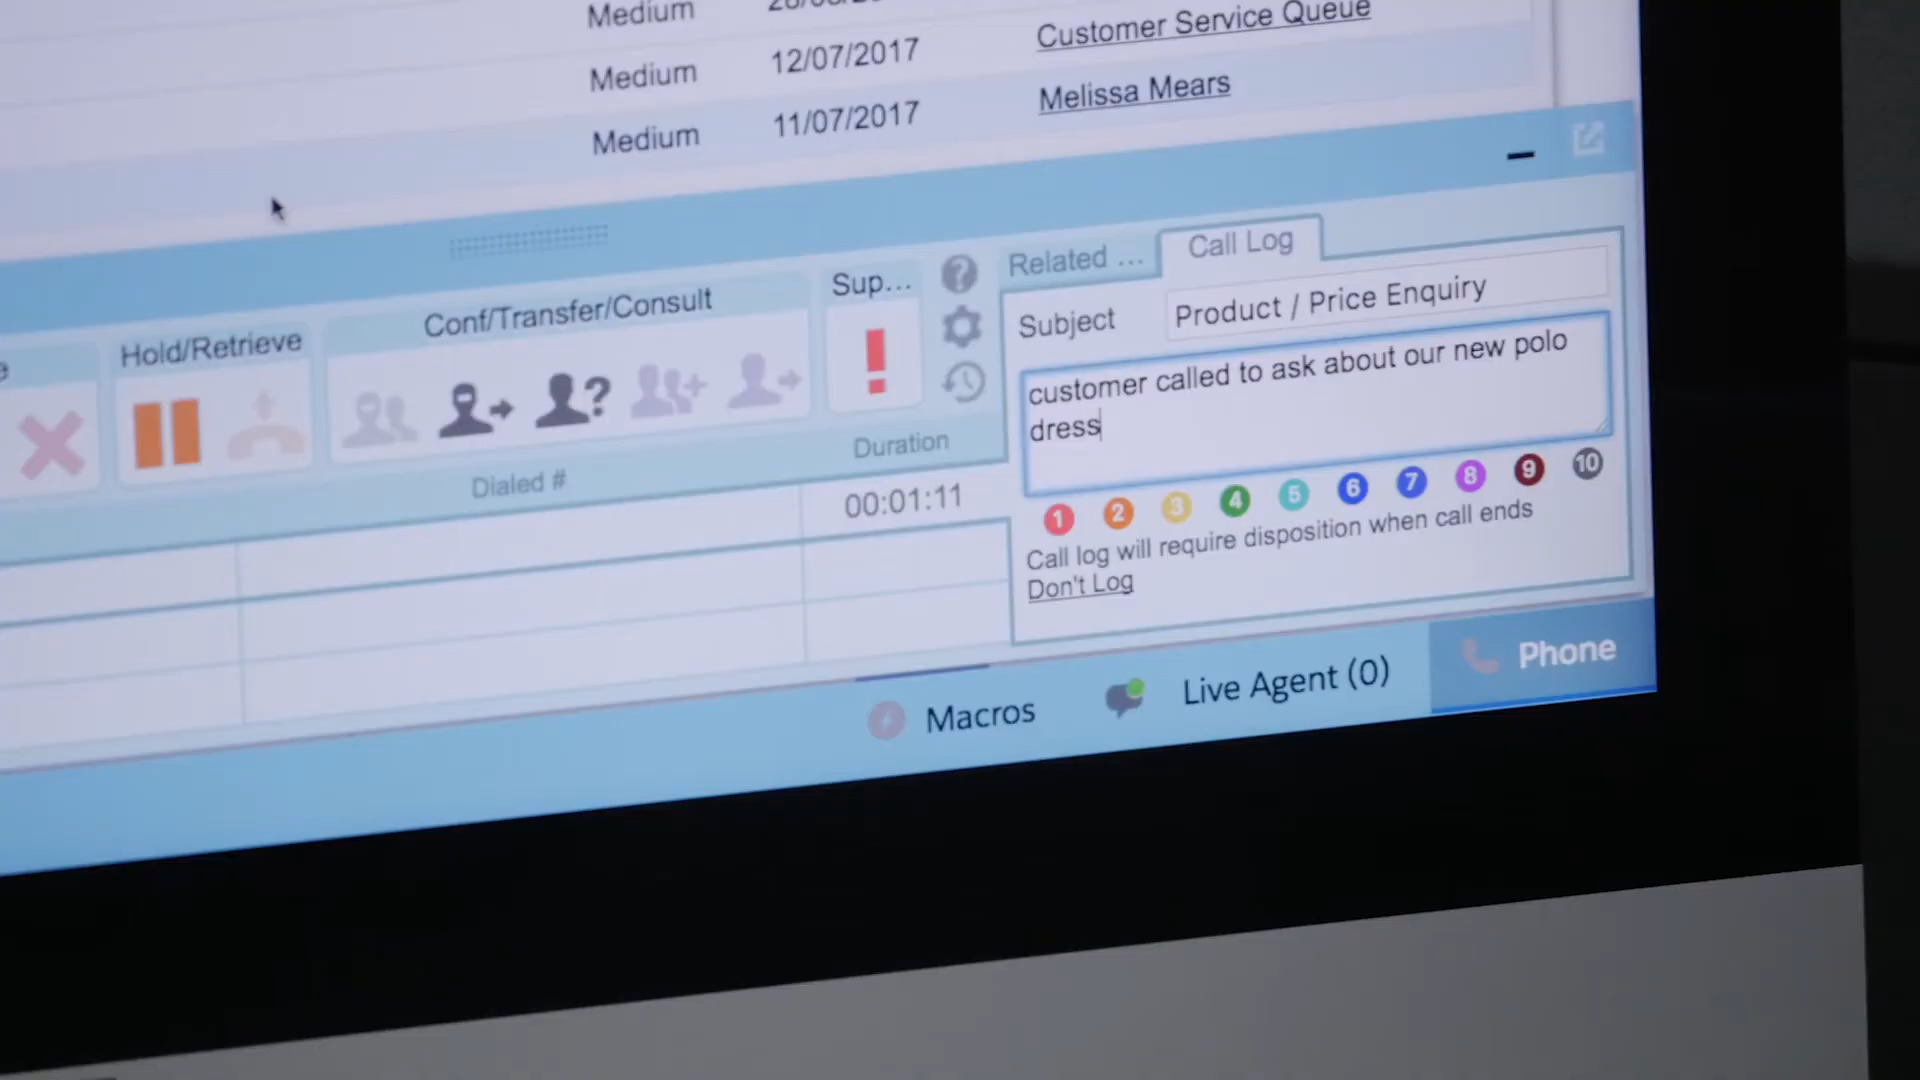 Medium
Medium 12/07/2017 Customer Service Queue
Medium 11/07/2017 Melissa Mears
Related ... Call Log
Hold/Retrieve Conf/Transfer/Consult Sup...
Subject Product / Price Enquiry
customer called to ask about our new polo
dress
Dialed # Duration
00:01:11
1 2 3 4 5 6 7 8 9 10
Call log will require disposition when call ends
Don't Log
Macros Live Agent (0) Phone